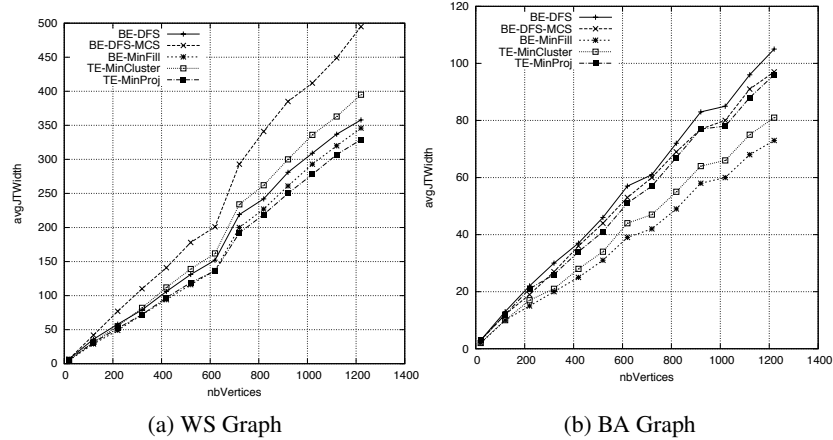 500
450
400
350
300
250
200
150
100
50
0
avgJTWidth
BE-DFS
BE-DFS-MCS
BE-MinFill
TE-MinCluster
TE-MinProj
0 200 400 600 800 1000 1200 1400
nbVertices
(a) WS Graph
120
100
80
60
40
20
0
avgJTWidth
BE-DFS
BE-DFS-MCS
BE-MinFill
TE-MinCluster
TE-MinProj
0 200 400 600 800 1000 1200 1400
nbVertices
(b) BA Graph